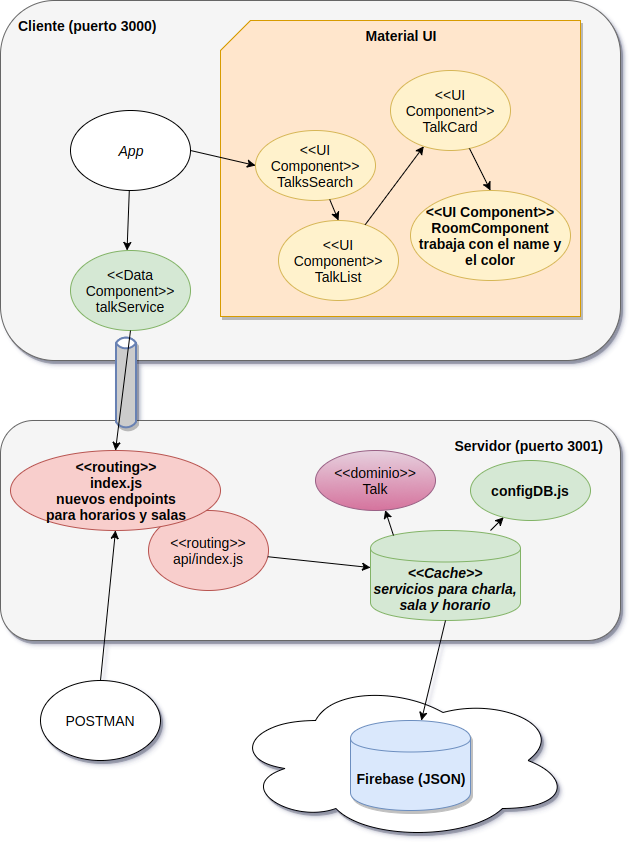 Cliente (puerto 3000)
Material UI
App
<<UI
Component>>
TalksSearch
<<UI
Component>>
TalkCard
<<UI
Component>>
TalkList
<<UI Component>>
RoomComponent
trabaja con el name y
el color
<<Data
Component>>
talkService
Servidor (puerto 3001)
<<routing>>
index.js
nuevos endpoints
para horarios y salas
<<routing>>
api/index.js
<<dominio>>
Talk
configDB.js
<<Cache>>
servicios para charla,
sala y horario
POSTMAN
Firebase (JSON)